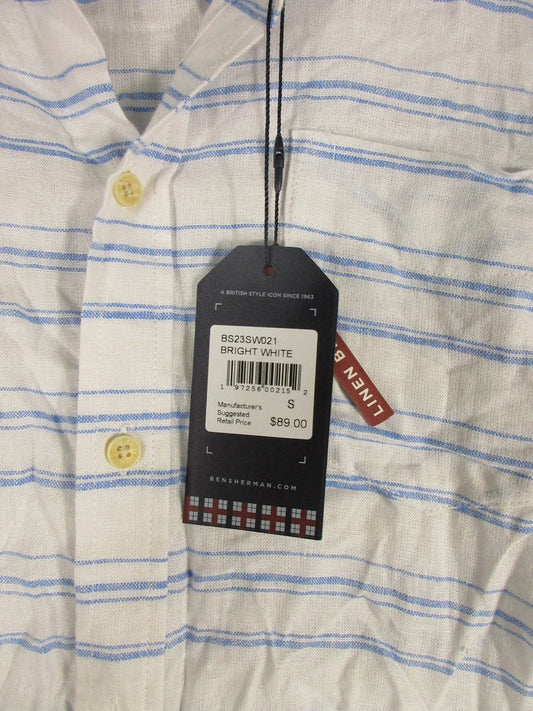 A BRITISH STYLE ICON SINCE 1963
BS23SW021
BRIGHT WHITE
1 97256 00215 2
S
Manufacturer's
Suggested
Retail Price
$89.00
BENSHERMAN.COM
LINEN